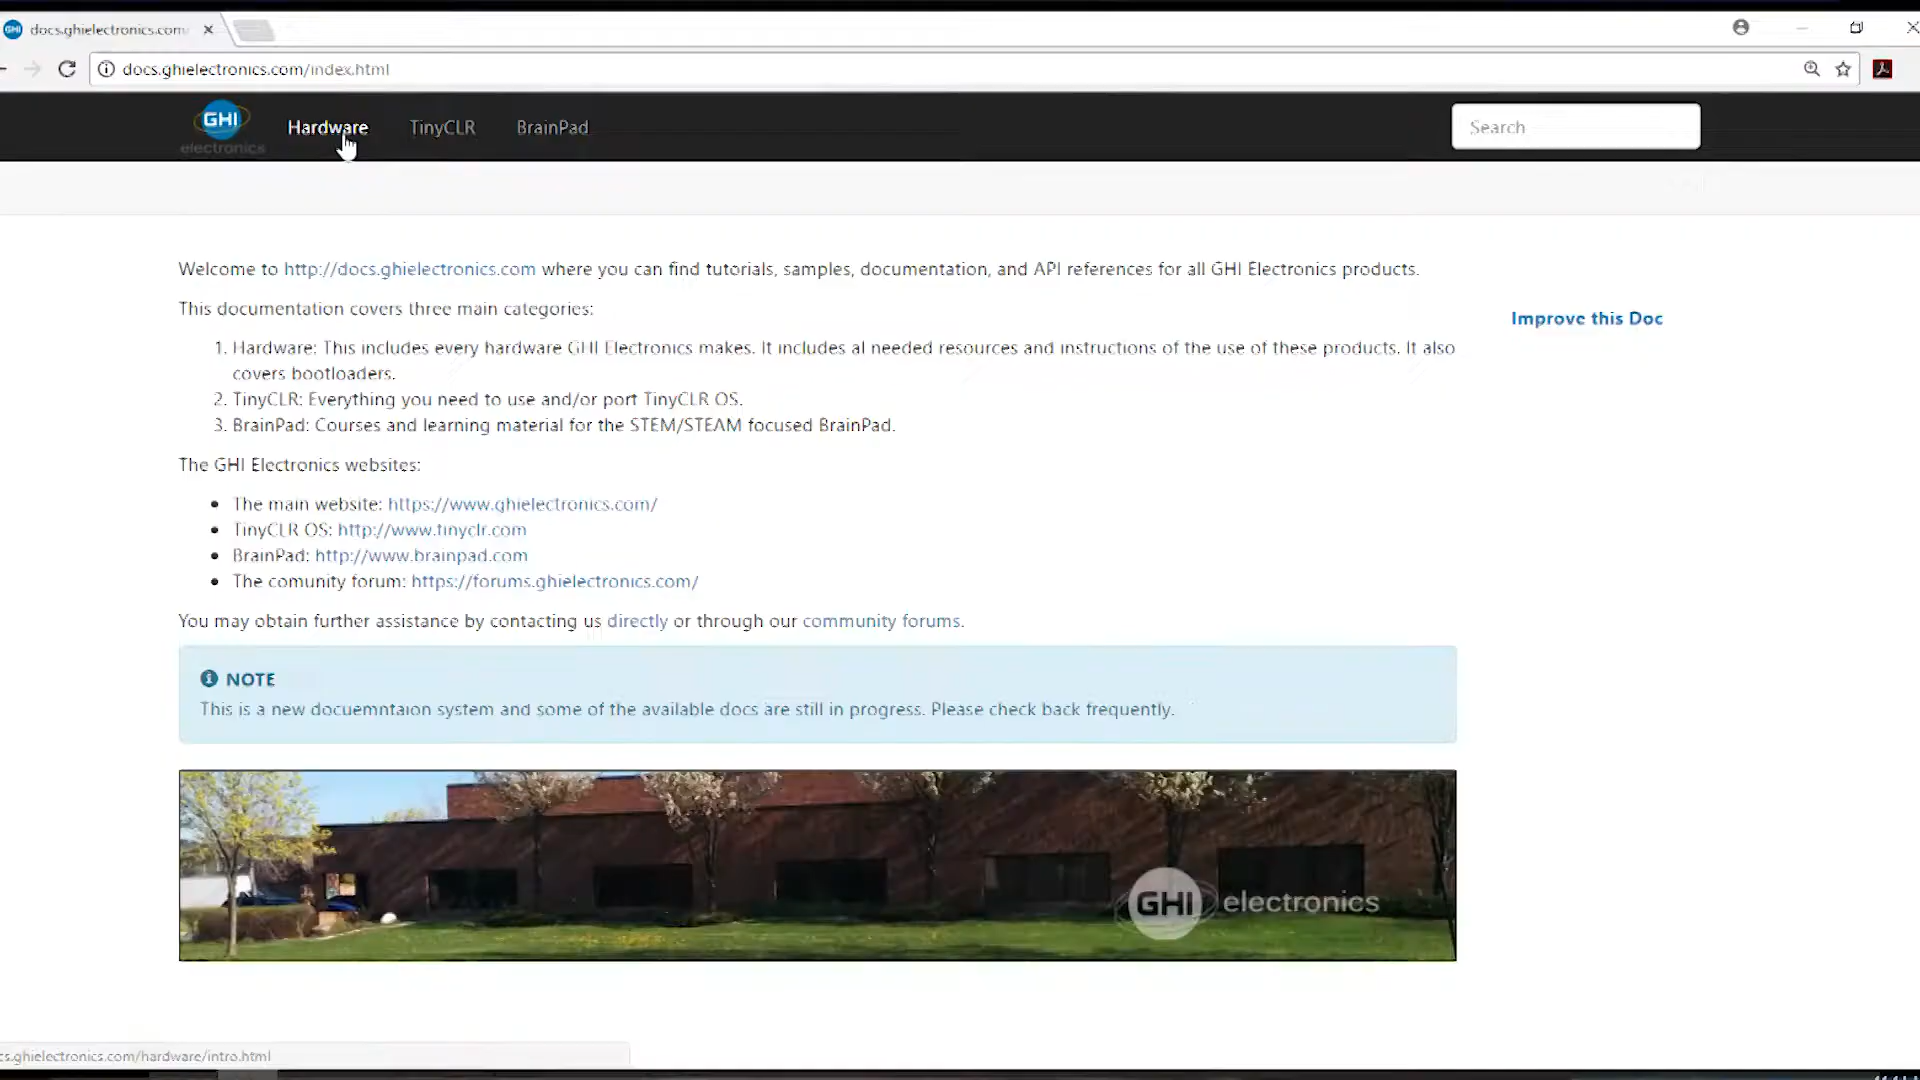 docs.ghielectronics.com
docs.ghielectronics.com/index.html
GHI
electronics
Hardware
TinyCLR
BrainPad
Search
Welcome to http://docs.ghielectronics.com where you can find tutorials, samples, documentation, and API references for all GHI Electronics products.
Improve this Doc
This documentation covers three main categories:
1. Hardware: This includes every hardware GHI Electronics makes. It includes al needed resources and instructions of the use of these products. It also
covers bootloaders.
2. TinyCLR: Everything you need to use and/or port TinyCLR OS.
3. BrainPad: Courses and learning material for the STEM/STEAM focused BrainPad.
The GHI Electronics websites:
• The main website: https://www.ghielectronics.com/
• TinyCLR OS: http://www.tinyclr.com
• BrainPad: http://www.brainpad.com
• The comunity forum: https://forums.ghielectronics.com/
You may obtain further assistance by contacting us directly or through our community forums.
NOTE
This is a new docuemntaion system and some of the available docs are still in progress. Please check back frequently.
GHI electronics
cs.ghielectronics.com/hardware/intro.html